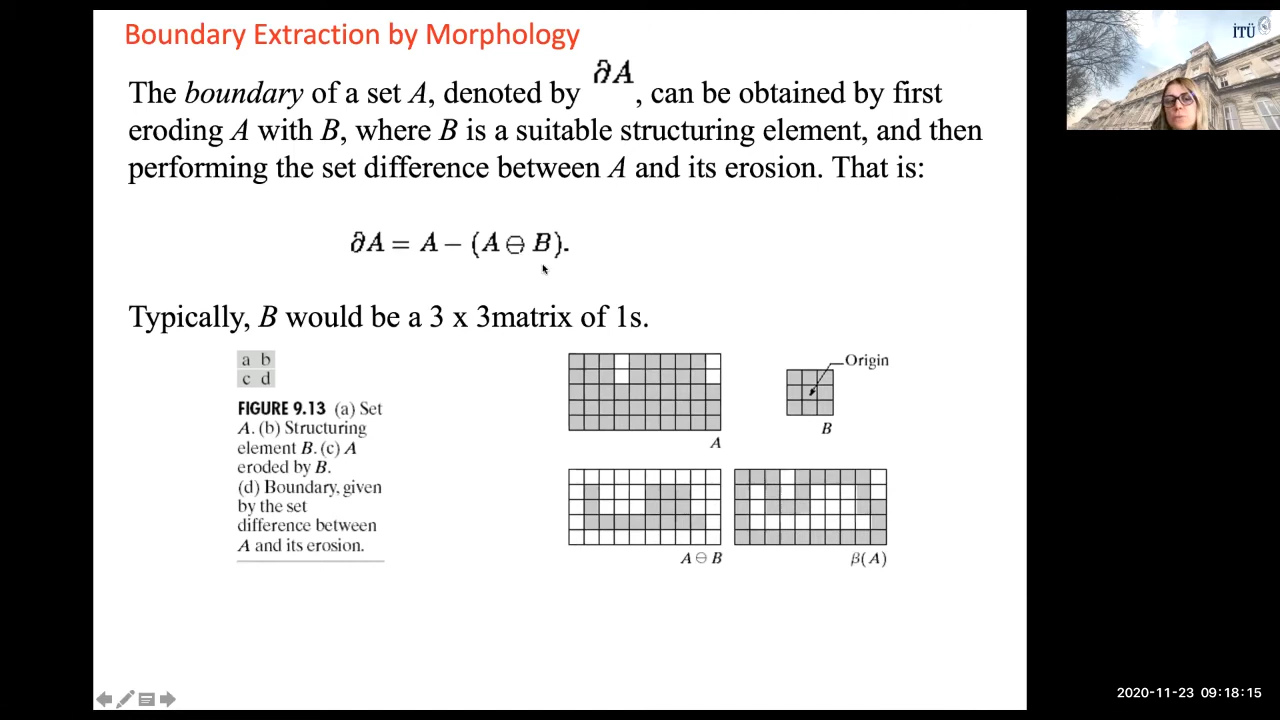 Boundary Extraction by Morphology
The boundary of a set A, denoted by ∂A, can be obtained by first
eroding A with B, where B is a suitable structuring element, and then
performing the set difference between A and its erosion. That is:
∂A = A − (A ⊖ B).
Typically, B would be a 3 x 3matrix of 1s.
a b
c d
FIGURE 9.13 (a) Set
A. (b) Structuring
element B. (c) A
eroded by B.
(d) Boundary, given
by the set
difference between
A and its erosion.
A
Origin
B
A ⊖ B
β(A)
İTÜ
2020-11-23 09:18:15